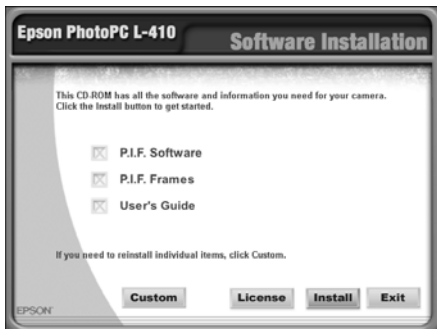 Epson PhotoPC L-410
Software Installation
This CD-ROM has all the software and information you need for your camera.
Click the Install button to get started.
P.I.F. Software
P.I.F. Frames
User's Guide
If you need to reinstall individual items, click Custom.
Custom
License
Install
Exit
EPSON